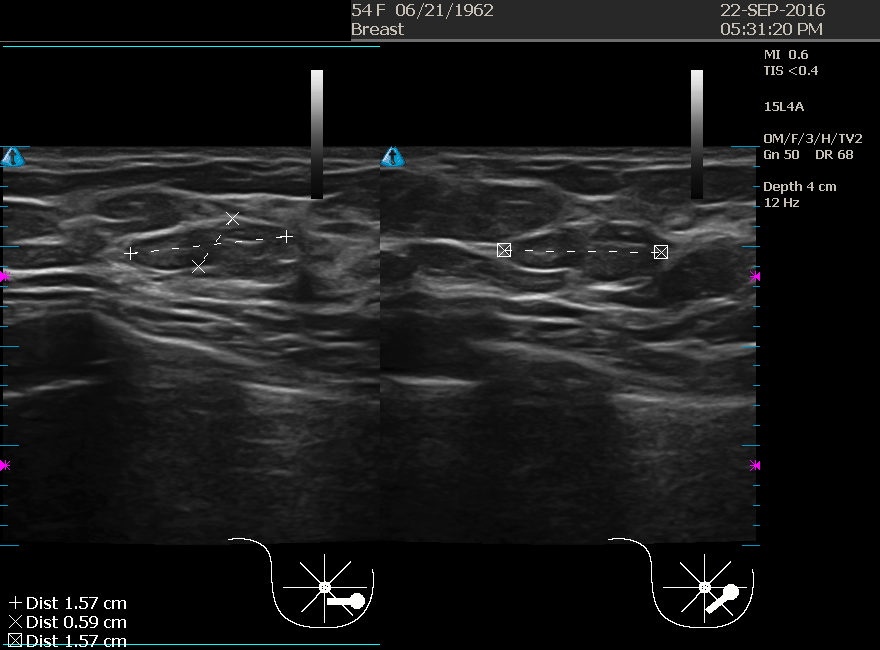 54 F 06/21/1962 22-SEP-2016
Breast 05:31:20 PM
MI 0.6
TIS <0.4
15L4A
OM/F/3/H/TV2
Gn 50 DR 68
Depth 4 cm
12 Hz
Dist 1.57 cm
Dist 0.59 cm
Dist 1.57 cm